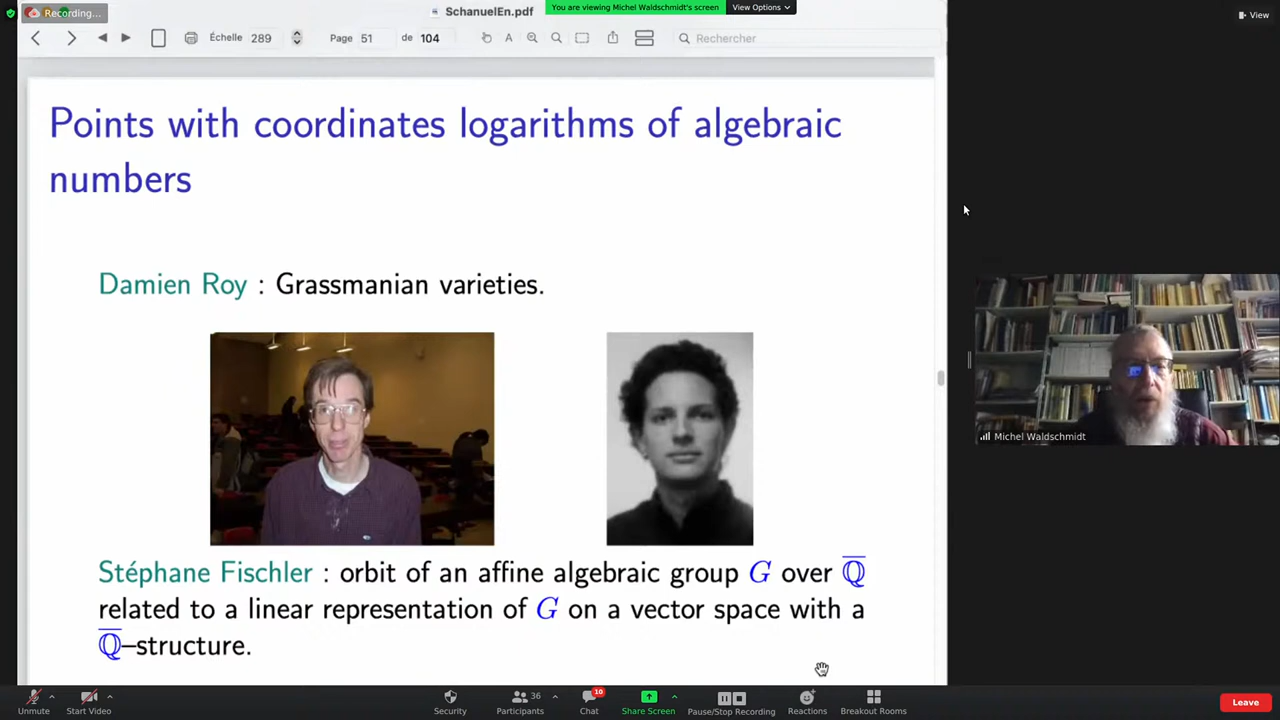 Recording...
SchanuelEn.pdf
You are viewing Michel Waldschmidt's screen
View Options
View
Échelle 289
Page 51 de 104
Rechercher
Points with coordinates logarithms of algebraic
numbers
Damien Roy : Grassmanian varieties.
Stéphane Fischler : orbit of an affine algebraic group G over ℚ̅
related to a linear representation of G on a vector space with a
ℚ̅–structure.
Michel Waldschmidt
Unmute
Start Video
Security
36
Participants
10
Chat
Share Screen
Pause/Stop Recording
Reactions
Breakout Rooms
Leave